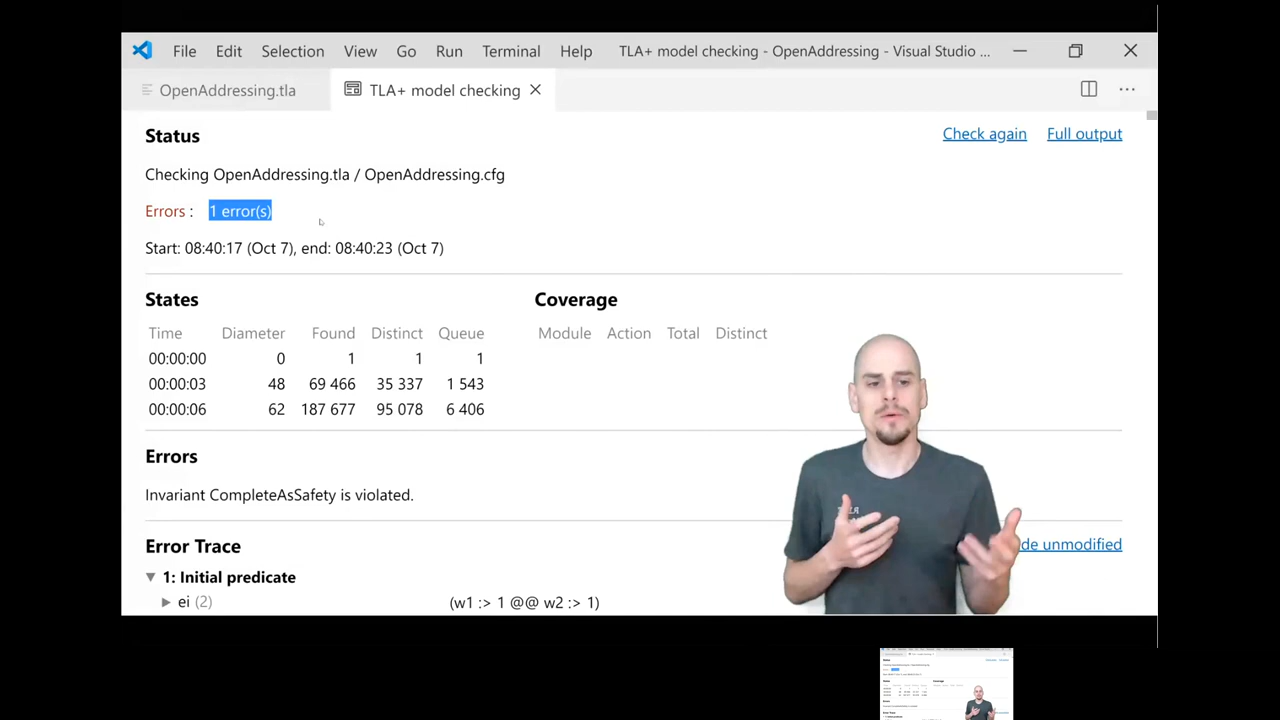 File Edit Selection View Go Run Terminal Help TLA+ model checking - OpenAddressing - Visual Studio ...
OpenAddressing.tla TLA+ model checking
Status Check again Full output
Checking OpenAddressing.tla / OpenAddressing.cfg
Errors : 1 error(s)
Start: 08:40:17 (Oct 7), end: 08:40:23 (Oct 7)
States Coverage
Time Diameter Found Distinct Queue Module Action Total Distinct
00:00:00 0 1 1 1
00:00:03 48 69 466 35 337 1 543
00:00:06 62 187 677 95 078 6 406
Errors
Invariant CompleteAsSafety is violated.
Error Trace de unmodified
1: Initial predicate
ei (2) (w1 :> 1 @@ w2 :> 1)